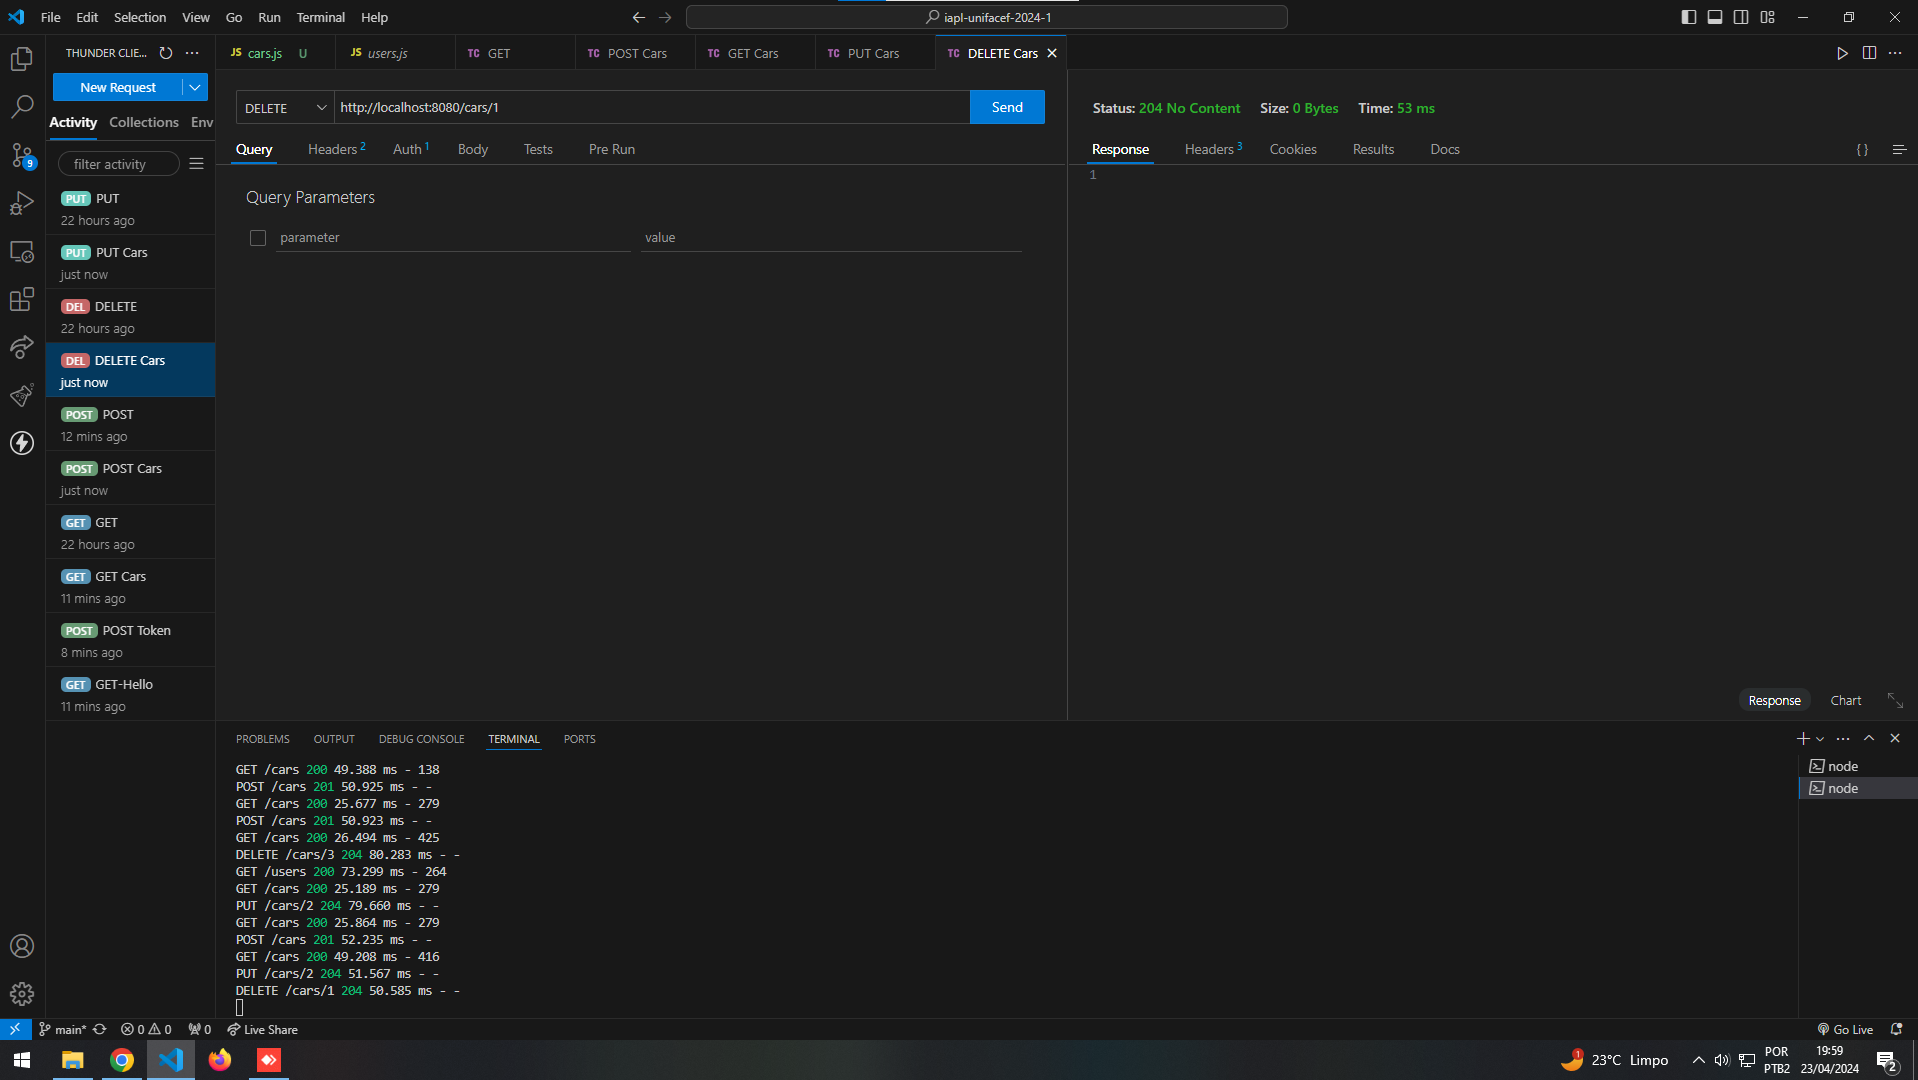 File Edit Selection View Go Run Terminal Help
iapl-unifacef-2024-1
THUNDER CLIE...
JS cars.js U
JS users.js
TC GET
TC POST Cars
TC GET Cars
TC PUT Cars
TC DELETE Cars
New Request
DELETE
http://localhost:8080/cars/1
Send
Status: 204 No Content Size: 0 Bytes Time: 53 ms
Activity Collections Env
Query Headers 2 Auth 1 Body Tests Pre Run
Response Headers 3 Cookies Results Docs
{ }
filter activity
1
Query Parameters
parameter value
PUT PUT
22 hours ago
PUT PUT Cars
just now
DEL DELETE
22 hours ago
DEL DELETE Cars
just now
POST POST
12 mins ago
POST POST Cars
just now
GET GET
22 hours ago
GET GET Cars
11 mins ago
POST POST Token
8 mins ago
GET GET-Hello
11 mins ago
9
Response Chart
PROBLEMS OUTPUT DEBUG CONSOLE TERMINAL PORTS
GET /cars 200 49.388 ms - 138
POST /cars 201 50.925 ms - -
GET /cars 200 25.677 ms - 279
POST /cars 201 50.923 ms - -
GET /cars 200 26.494 ms - 425
DELETE /cars/3 204 80.283 ms - -
GET /users 200 73.299 ms - 264
GET /cars 200 25.189 ms - 279
PUT /cars/2 204 79.660 ms - -
GET /cars 200 25.864 ms - 279
POST /cars 201 52.235 ms - -
GET /cars 200 49.208 ms - 416
PUT /cars/2 204 51.567 ms - -
DELETE /cars/1 204 50.585 ms - -
node
node
main* 0 0 0 Live Share
Go Live
1
23°C Limpo
POR
PTB2
19:59
23/04/2024
2